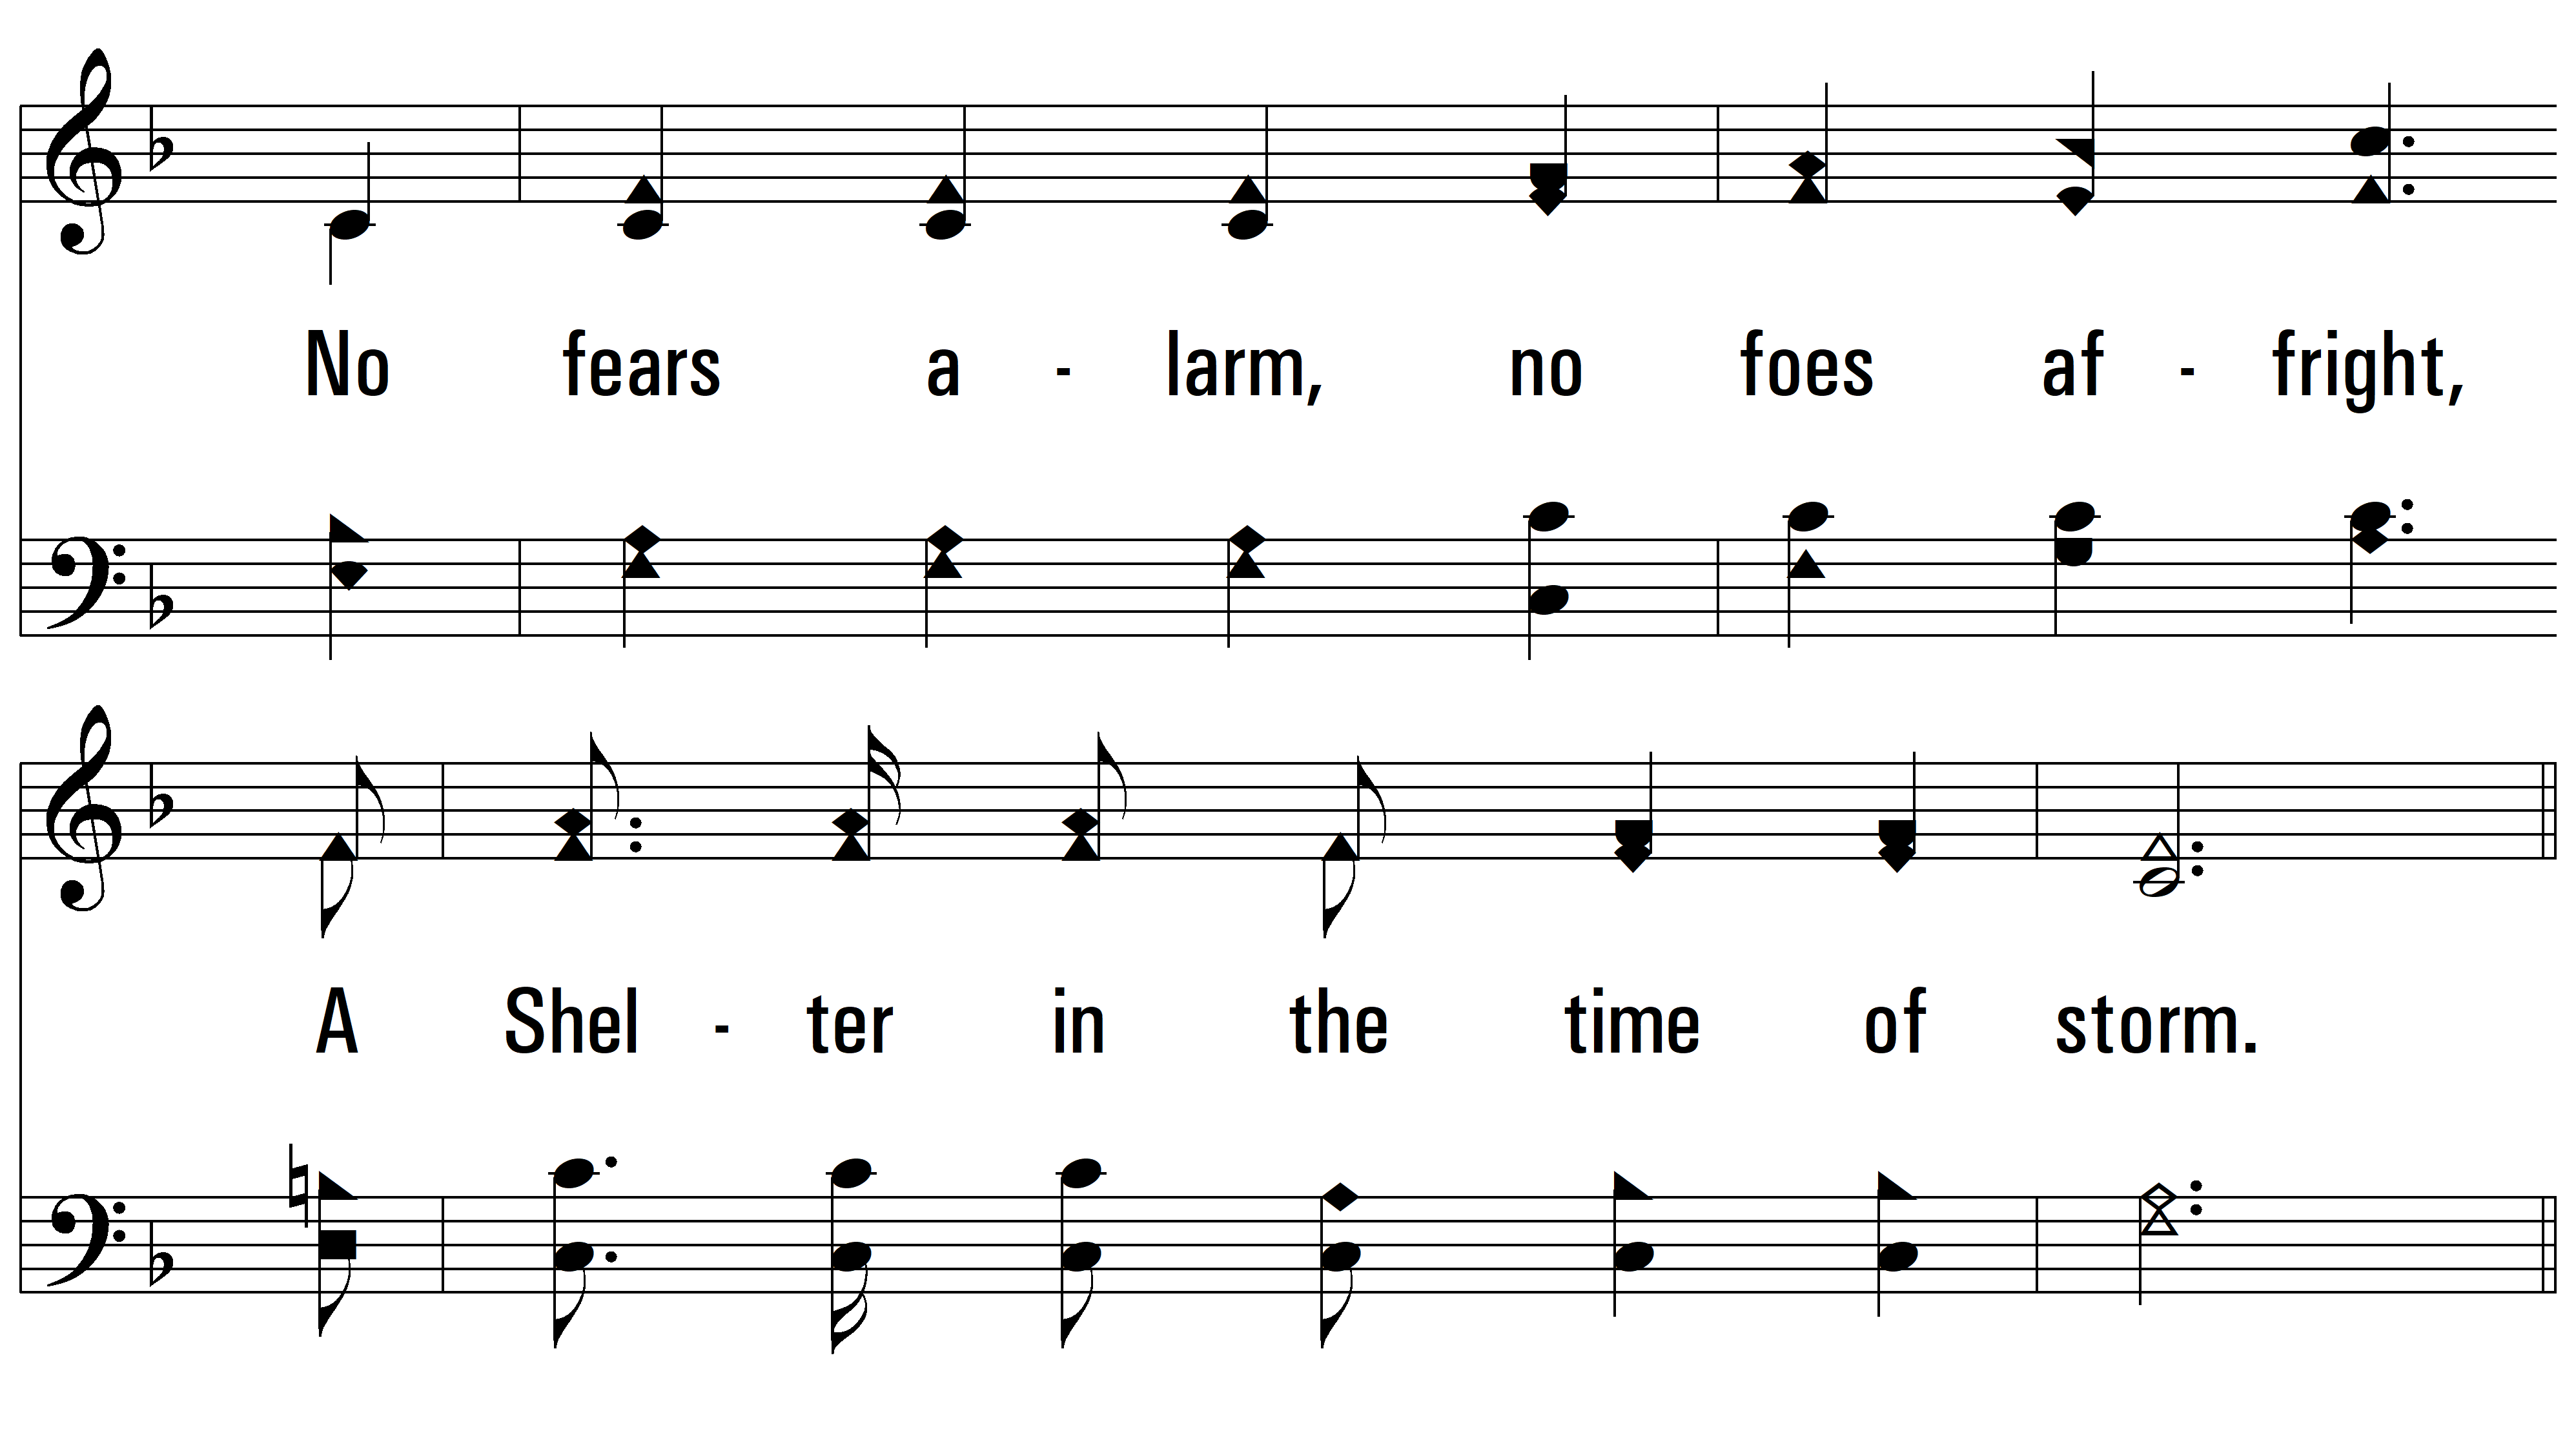 No fears a - larm, no foes af - fright,
A Shel - ter in the time of storm.